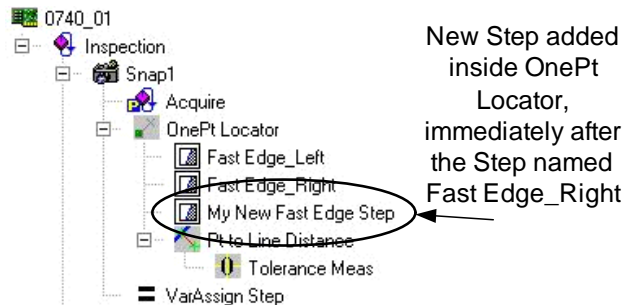 0740_01
Inspection
Snap1
Acquire
OnePt Locator
Fast Edge_Left
Fast Edge_Right
My New Fast Edge Step
Pt to Line Distance
Tolerance Meas
VarAssign Step
New Step added
inside OnePt
Locator,
immediately after
the Step named
Fast Edge_Right